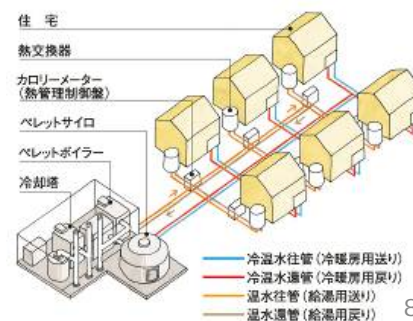 住　宅
熱交換器
カロリーメーター
(熱管理制御盤)
ペレットサイロ
ペレットボイラー
冷却塔
冷温水往管(冷暖房用送り)
冷温水還管(冷暖房用戻り)
温水往管(給湯用送り)
温水還管(給湯用戻り)
8